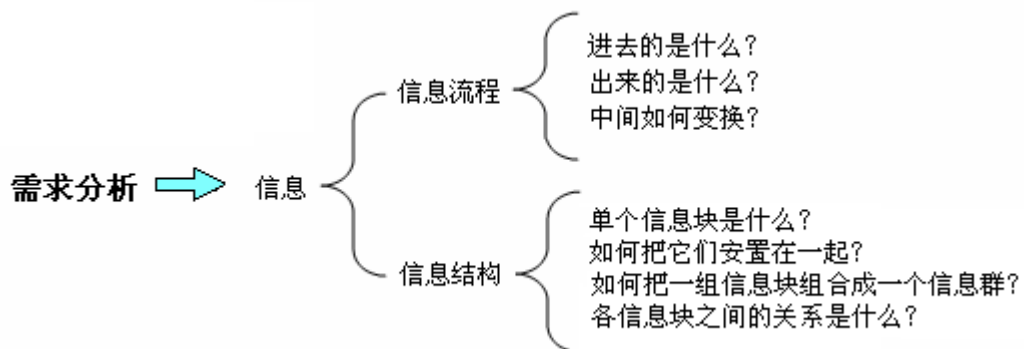 需求分析
信息
信息流程
进去的是什么?
出来的是什么?
中间如何变换?
信息结构
单个信息块是什么?
如何把它们安置在一起?
如何把一组信息块组合成一个信息群?
各信息块之间的关系是什么?